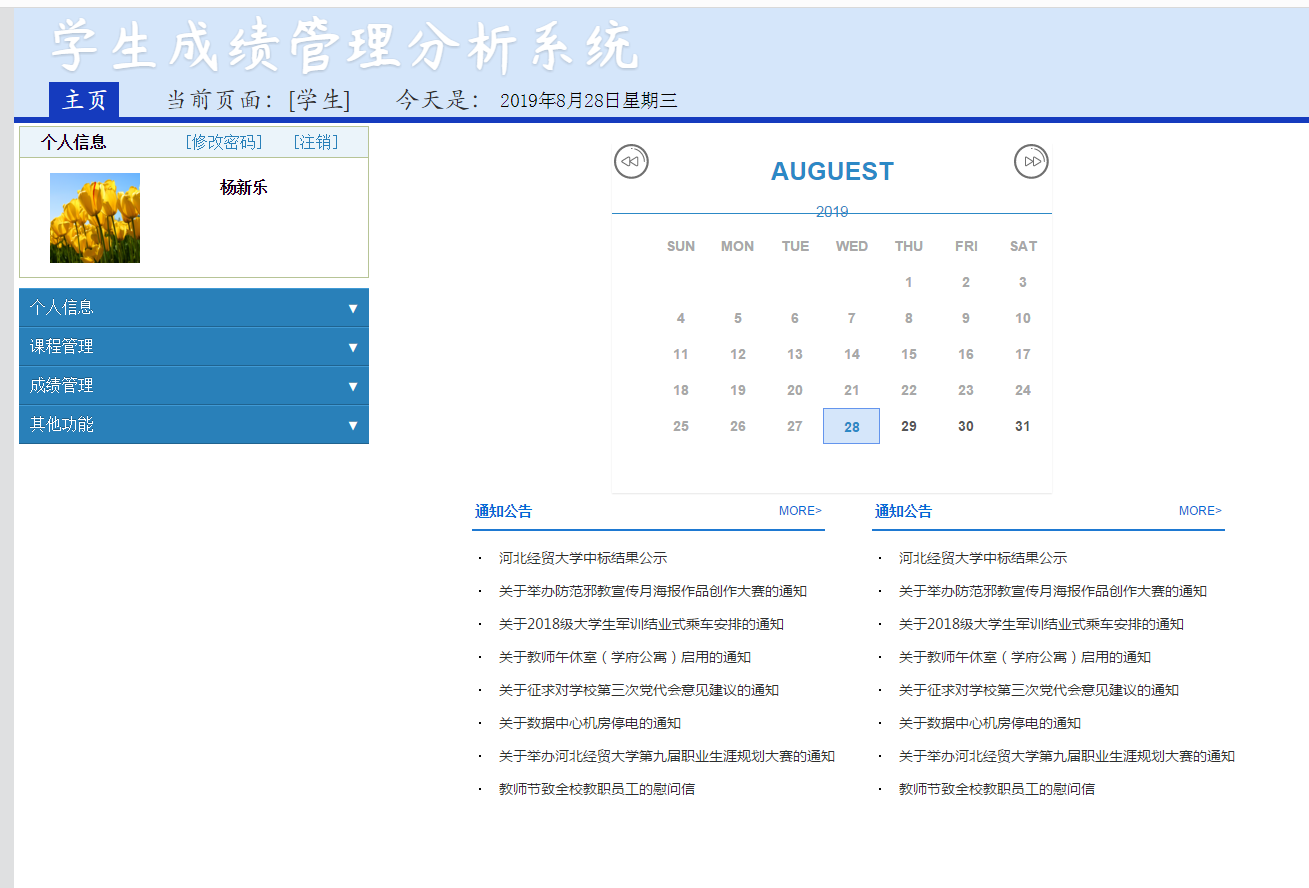 学生成绩管理分析系统
主页 当前页面：[学生] 今天是： 2019年8月28日星期三
个人信息 [修改密码] [注销]
杨新乐
个人信息 ▼
课程管理 ▼
成绩管理 ▼
其他功能 ▼
AUGUEST
2019
SUN MON TUE WED THU FRI SAT
1 2 3
4 5 6 7 8 9 10
11 12 13 14 15 16 17
18 19 20 21 22 23 24
25 26 27 28 29 30 31
通知公告 MORE>
· 河北经贸大学中标结果公示
· 关于举办防范邪教宣传月海报作品创作大赛的通知
· 关于2018级大学生军训结业式乘车安排的通知
· 关于教师午休室（学府公寓）启用的通知
· 关于征求对学校第三次党代会意见建议的通知
· 关于数据中心机房停电的通知
· 关于举办河北经贸大学第九届职业生涯规划大赛的通知
· 教师节致全校教职员工的慰问信
通知公告 MORE>
· 河北经贸大学中标结果公示
· 关于举办防范邪教宣传月海报作品创作大赛的通知
· 关于2018级大学生军训结业式乘车安排的通知
· 关于教师午休室（学府公寓）启用的通知
· 关于征求对学校第三次党代会意见建议的通知
· 关于数据中心机房停电的通知
· 关于举办河北经贸大学第九届职业生涯规划大赛的通知
· 教师节致全校教职员工的慰问信